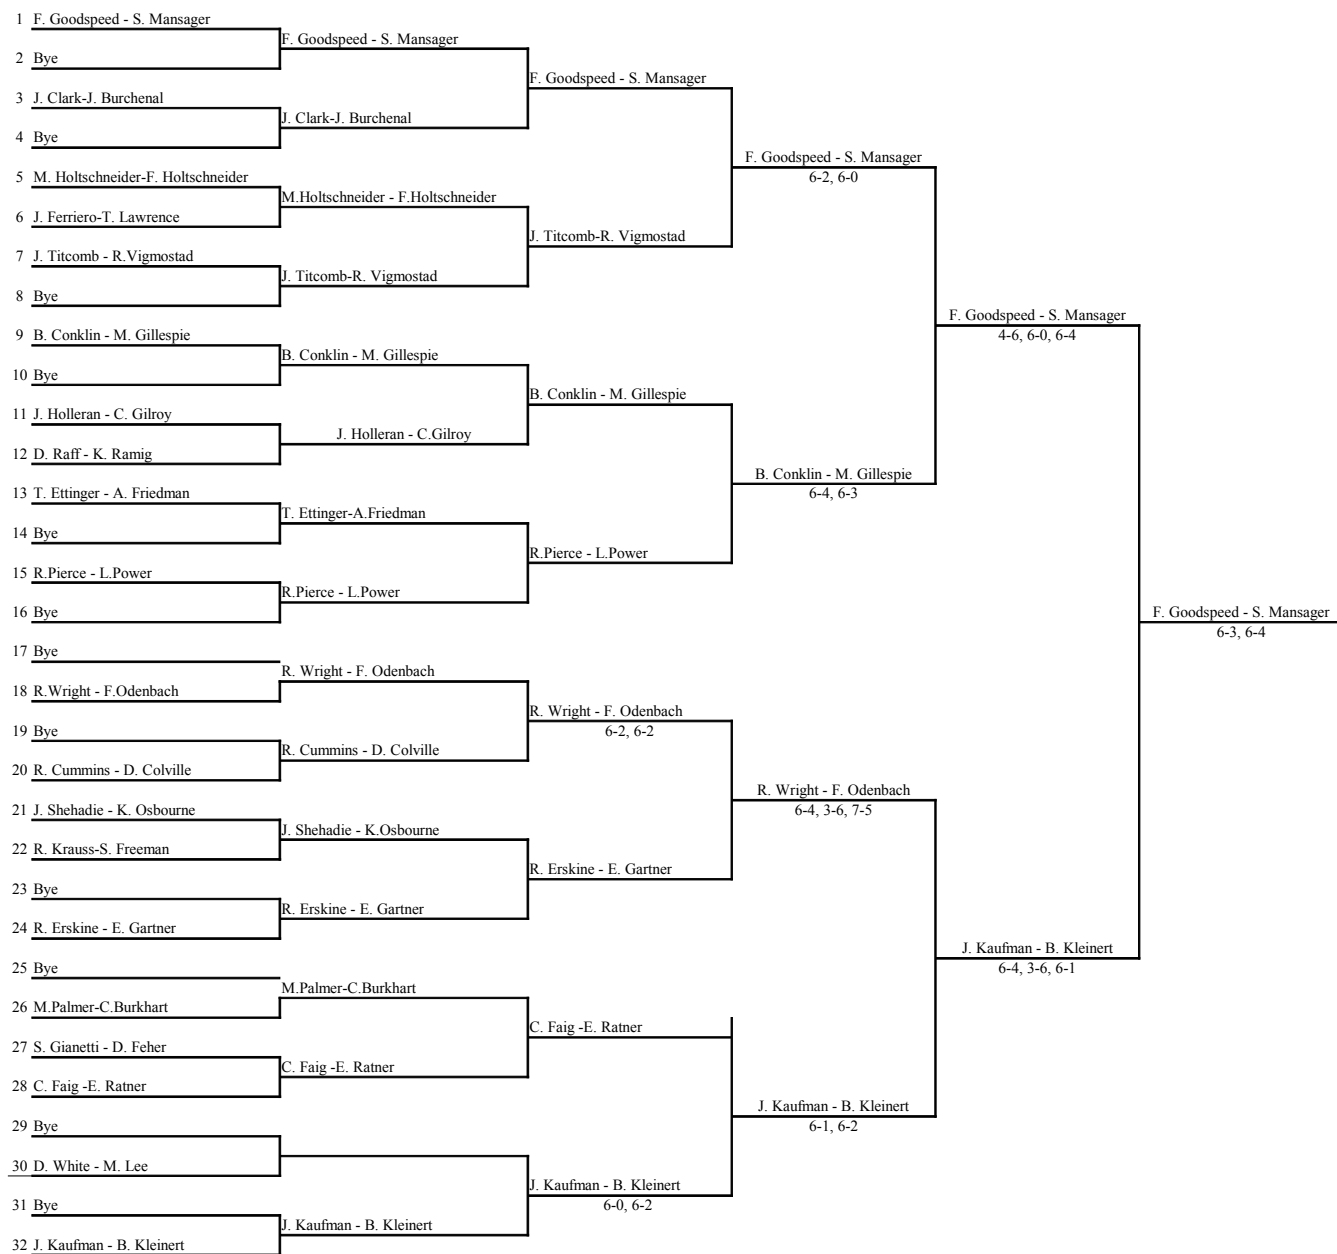 1 F. Goodspeed - S. Mansager
2 Bye
3 J. Clark-J. Burchenal
4 Bye
5 M. Holtschneider-F. Holtschneider
6 J. Ferriero-T. Lawrence
7 J. Titcomb - R.Vigmostad
8 Bye
9 B. Conklin - M. Gillespie
10 Bye
11 J. Holleran - C. Gilroy
12 D. Raff - K. Ramig
13 T. Ettinger - A. Friedman
14 Bye
15 R.Pierce - L.Power
16 Bye
17 Bye
18 R.Wright - F.Odenbach
19 Bye
20 R. Cummins - D. Colville
21 J. Shehadie - K. Osbourne
22 R. Krauss-S. Freeman
23 Bye
24 R. Erskine - E. Gartner
25 Bye
26 M.Palmer-C.Burkhart
27 S. Gianetti - D. Feher
28 C. Faig -E. Ratner
29 Bye
30 D. White - M. Lee
31 Bye
32 J. Kaufman - B. Kleinert
F. Goodspeed - S. Mansager
J. Clark-J. Burchenal
M.Holtschneider - F.Holtschneider
J. Titcomb-R. Vigmostad
B. Conklin - M. Gillespie
J. Holleran - C.Gilroy
T. Ettinger-A.Friedman
R.Pierce - L.Power
R. Wright - F. Odenbach
R. Cummins - D. Colville
J. Shehadie - K.Osbourne
R. Erskine - E. Gartner
M.Palmer-C.Burkhart
C. Faig -E. Ratner
J. Kaufman - B. Kleinert
F. Goodspeed - S. Mansager
J. Titcomb-R. Vigmostad
B. Conklin - M. Gillespie
R.Pierce - L.Power
R. Wright - F. Odenbach
6-2, 6-2
R. Erskine - E. Gartner
C. Faig -E. Ratner
J. Kaufman - B. Kleinert
6-0, 6-2
F. Goodspeed - S. Mansager
6-2, 6-0
B. Conklin - M. Gillespie
6-4, 6-3
R. Wright - F. Odenbach
6-4, 3-6, 7-5
J. Kaufman - B. Kleinert
6-1, 6-2
F. Goodspeed - S. Mansager
4-6, 6-0, 6-4
J. Kaufman - B. Kleinert
6-4, 3-6, 6-1
F. Goodspeed - S. Mansager
6-3, 6-4